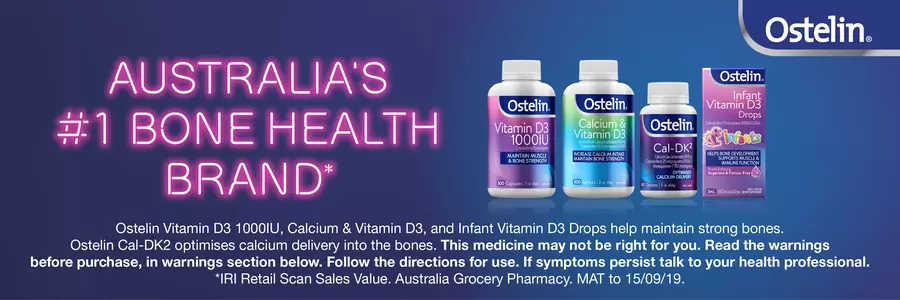 Ostelin®
AUSTRALIA'S
#1 BONE HEALTH
BRAND*
Ostelin
Vitamin D3
1000IU
MAINTAIN MUSCLE
& BONE STRENGTH
Ostelin
Calcium &
Vitamin D3
INCREASE CALCIUM INTAKE
MAINTAIN BONE STRENGTH
Ostelin
Cal-DK²
OPTIMISED
CALCIUM DELIVERY
Ostelin
Infant
Vitamin D3
Drops
infants
HELPS BONE DEVELOPMENT
SUPPORTS MUSCLE &
IMMUNE FUNCTION
Ostelin Vitamin D3 1000IU, Calcium & Vitamin D3, and Infant Vitamin D3 Drops help maintain strong bones.
Ostelin Cal-DK2 optimises calcium delivery into the bones. This medicine may not be right for you. Read the warnings
before purchase, in warnings section below. Follow the directions for use. If symptoms persist talk to your health professional.
*IRI Retail Scan Sales Value. Australia Grocery Pharmacy. MAT to 15/09/19.